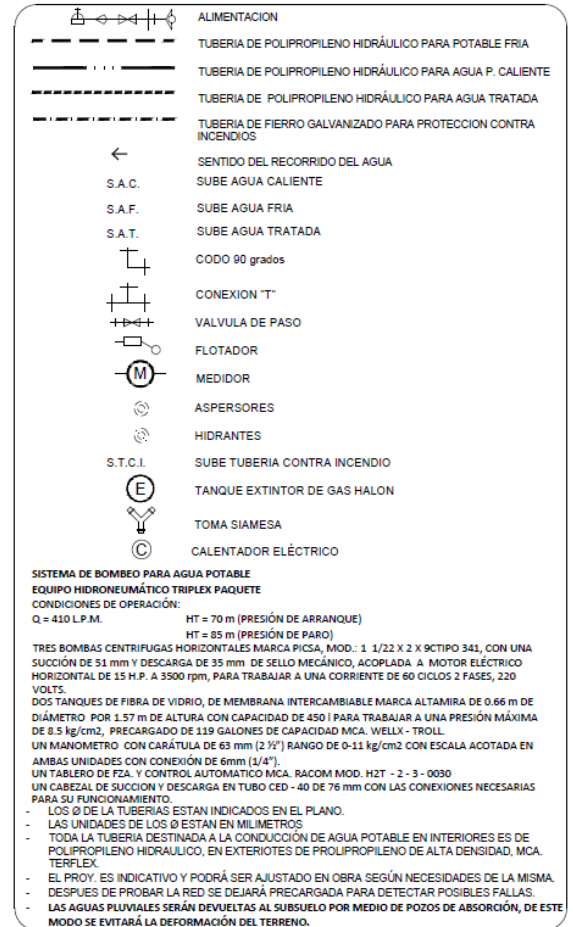 ALIMENTACION
TUBERIA DE POLIPROPILENO HIDRÁULICO PARA POTABLE FRIA
TUBERIA DE POLIPROPILENO HIDRÁULICO PARA AGUA P. CALIENTE
TUBERIA DE POLIPROPILENO HIDRÁULICO PARA AGUA TRATADA
TUBERIA DE FIERRO GALVANIZADO PARA PROTECCION CONTRA
INCENDIOS
SENTIDO DEL RECORRIDO DEL AGUA
S.A.C. SUBE AGUA CALIENTE
S.A.F. SUBE AGUA FRIA
S.A.T. SUBE AGUA TRATADA
CODO 90 grados
CONEXION "T"
VALVULA DE PASO
FLOTADOR
M MEDIDOR
ASPERSORES
HIDRANTES
S.T.C.I. SUBE TUBERIA CONTRA INCENDIO
E TANQUE EXTINTOR DE GAS HALON
TOMA SIAMESA
C CALENTADOR ELÉCTRICO
SISTEMA DE BOMBEO PARA AGUA POTABLE
EQUIPO HIDRONEUMÁTICO TRIPLEX PAQUETE
CONDICIONES DE OPERACIÓN:
Q = 410 L.P.M. HT = 70 m (PRESIÓN DE ARRANQUE)
HT = 85 m (PRESIÓN DE PARO)
TRES BOMBAS CENTRIFUGAS HORIZONTALES MARCA PICSA, MOD.: 1 1/22 X 2 X 9CTIPO 341, CON UNA
SUCCIÓN DE 51 mm Y DESCARGA DE 35 mm DE SELLO MECÁNICO, ACOPLADA A MOTOR ELÉCTRICO
HORIZONTAL DE 15 H.P. A 3500 rpm, PARA TRABAJAR A UNA CORRIENTE DE 60 CICLOS 2 FASES, 220
VOLTS.
DOS TANQUES DE FIBRA DE VIDRIO, DE MEMBRANA INTERCAMBIABLE MARCA ALTAMIRA DE 0.66 m DE
DIÁMETRO POR 1.57 m DE ALTURA CON CAPACIDAD DE 450 l PARA TRABAJAR A UNA PRESIÓN MÁXIMA
DE 8.5 kg/cm2, PRECARGADO DE 119 GALONES DE CAPACIDAD MCA. WELLX - TROLL.
UN MANOMETRO CON CARÁTULA DE 63 mm (2 ½") RANGO DE 0-11 kg/cm2 CON ESCALA ACOTADA EN
AMBAS UNIDADES CON CONEXIÓN DE 6mm (1/4").
UN TABLERO DE FZA. Y CONTROL AUTOMATICO MCA. RACOM MOD. H2T - 2 - 3 - 0030
UN CABEZAL DE SUCCION Y DESCARGA EN TUBO CED - 40 DE 76 mm CON LAS CONEXIONES NECESARIAS
PARA SU FUNCIONAMIENTO.
- LOS Ø DE LA TUBERIAS ESTAN INDICADOS EN EL PLANO.
- LAS UNIDADES DE LOS Ø ESTAN EN MILIMETROS
- TODA LA TUBERIA DESTINADA A LA CONDUCCIÓN DE AGUA POTABLE EN INTERIORES ES DE
POLIPROPILENO HIDRAULICO, EN EXTERIOTES DE PROLIPROPILENO DE ALTA DENSIDAD, MCA.
TERFLEX.
- EL PROY. ES INDICATIVO Y PODRÁ SER AJUSTADO EN OBRA SEGÚN NECESIDADES DE LA MISMA.
- DESPUES DE PROBAR LA RED SE DEJARÁ PRECARGADA PARA DETECTAR POSIBLES FALLAS.
- LAS AGUAS PLUVIALES SERÁN DEVUELTAS AL SUBSUELO POR MEDIO DE POZOS DE ABSORCIÓN, DE ESTE
MODO SE EVITARÁ LA DEFORMACIÓN DEL TERRENO.